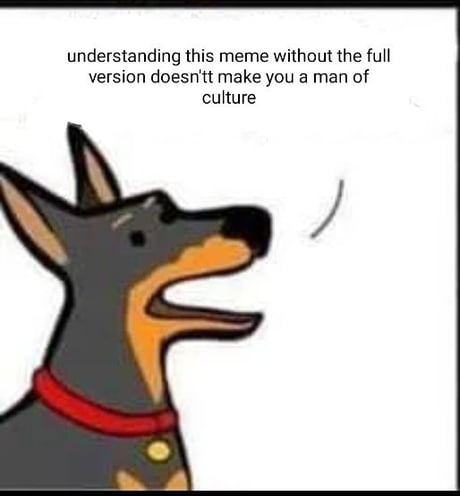 understanding this meme without the full
version doesn'tt make you a man of
culture